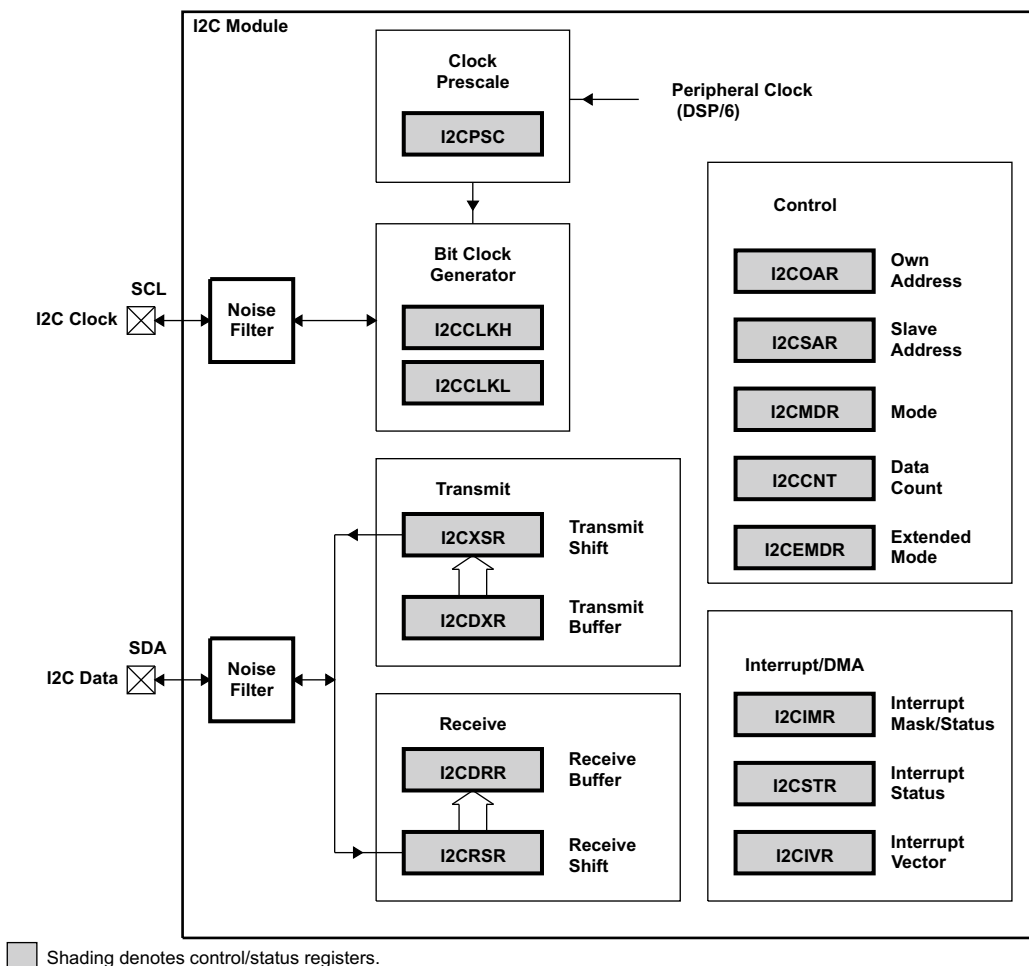 I2C Module
Clock
Prescale
I2CPSC
Peripheral Clock
(DSP/6)
Bit Clock
Generator
I2CCLKH
I2CCLKL
SCL
I2C Clock
Noise
Filter
Control
I2COAR
Own
Address
I2CSAR
Slave
Address
I2CMDR
Mode
I2CCNT
Data
Count
I2CEMDR
Extended
Mode
Transmit
I2CXSR
Transmit
Shift
I2CDXR
Transmit
Buffer
SDA
I2C Data
Noise
Filter
Receive
I2CDRR
Receive
Buffer
I2CRSR
Receive
Shift
Interrupt/DMA
I2CIMR
Interrupt
Mask/Status
I2CSTR
Interrupt
Status
I2CIVR
Interrupt
Vector
Shading denotes control/status registers.